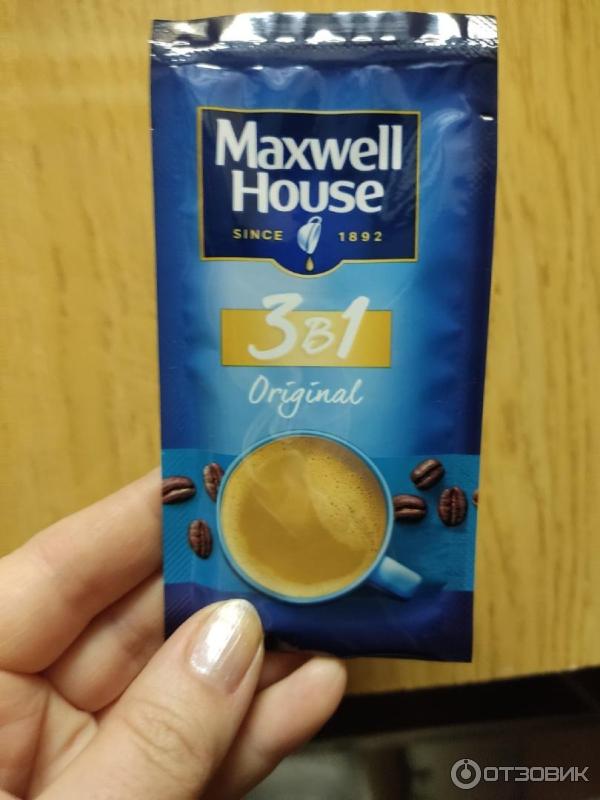 Maxwell
House
SINCE 1892
3в1
Original
ОТЗОВИК